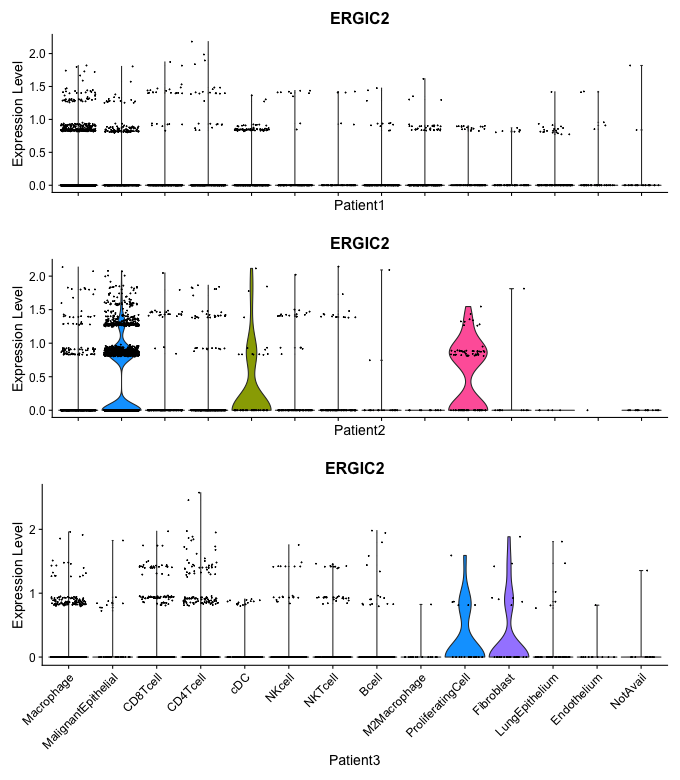 ERGIC2
Expression Level
2.0
1.5
1.0
0.5
0.0
Patient1
ERGIC2
Expression Level
2.0
1.5
1.0
0.5
0.0
Patient2
ERGIC2
Expression Level
2
1
0
Macrophage
MalignantEpithelial
CD8Tcell
CD4Tcell
cDC
NKcell
NKTcell
Bcell
M2Macrophage
ProliferatingCell
Fibroblast
LungEpithelium
Endothelium
NotAvail
Patient3